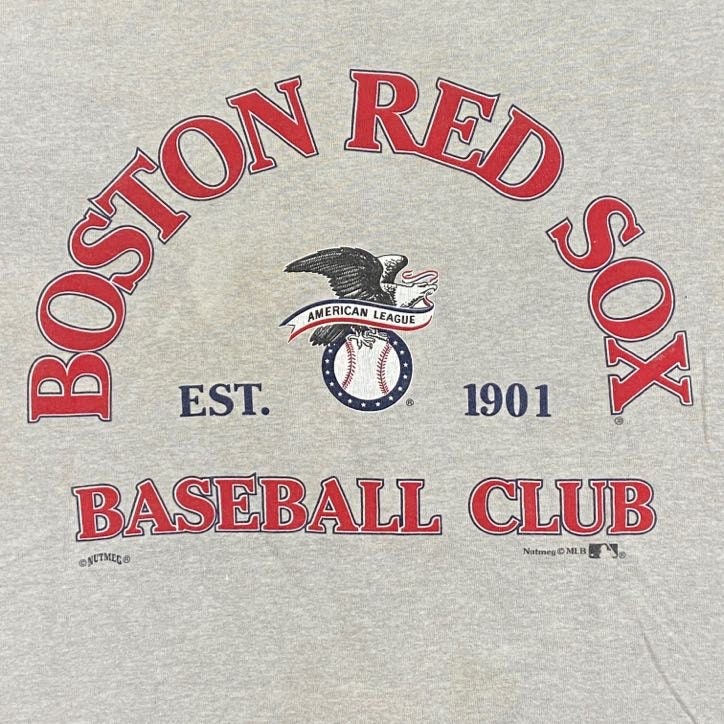 BOSTON RED SOX
AMERICAN LEAGUE
®
EST. 1901
®
BASEBALL CLUB
©NUTMEG®
Nutmeg © MLB ®